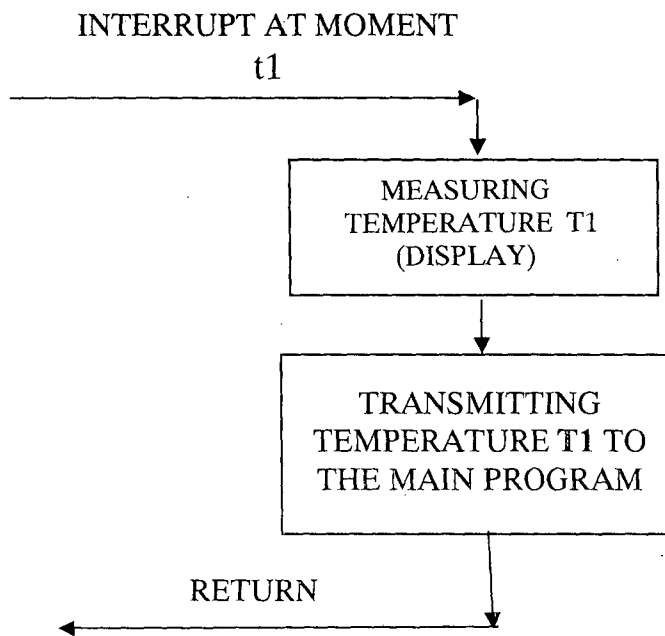 INTERRUPT AT MOMENT
t1
MEASURING
TEMPERATURE T1
(DISPLAY)
TRANSMITTING
TEMPERATURE T1 TO
THE MAIN PROGRAM
RETURN